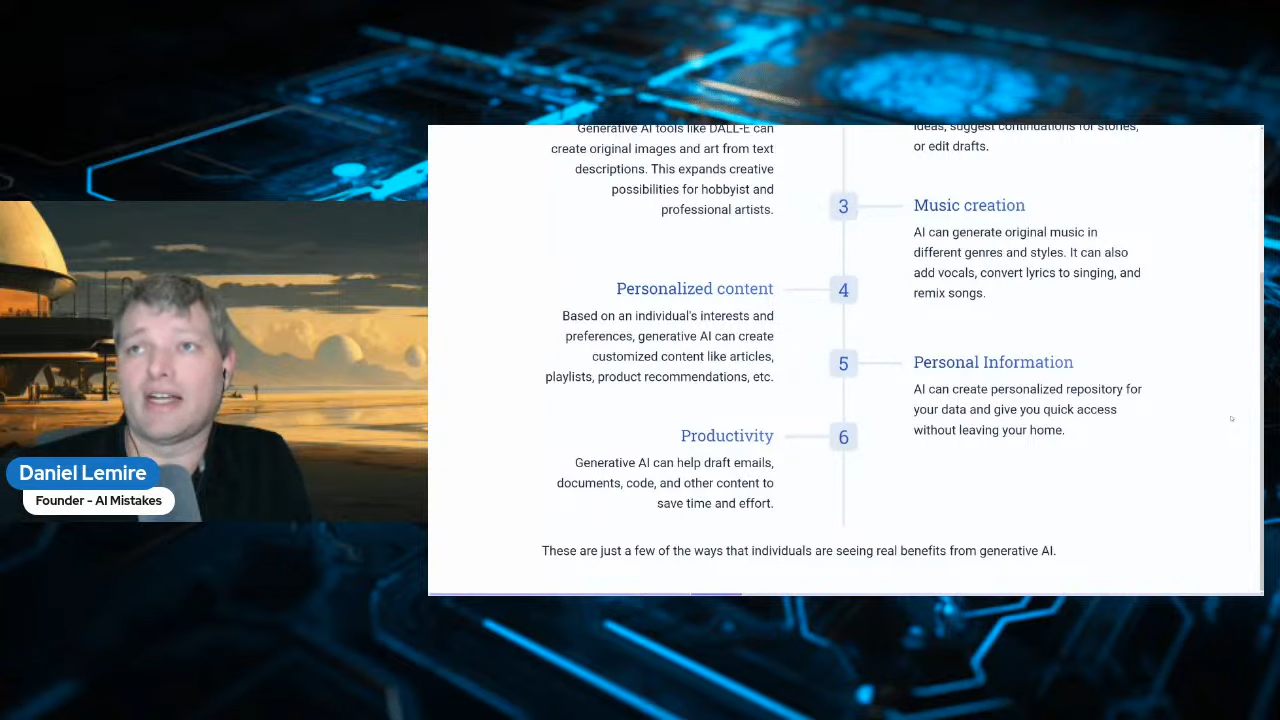 Generative AI tools like DALL-E can
create original images and art from text
descriptions. This expands creative
possibilities for hobbyist and
professional artists.
ideas, suggest continuations for stories,
or edit drafts.
3
Music creation
AI can generate original music in
different genres and styles. It can also
add vocals, convert lyrics to singing, and
remix songs.
Personalized content
4
Based on an individual's interests and
preferences, generative AI can create
customized content like articles,
playlists, product recommendations, etc.
5
Personal Information
AI can create personalized repository for
your data and give you quick access
without leaving your home.
Productivity
6
Generative AI can help draft emails,
documents, code, and other content to
save time and effort.
These are just a few of the ways that individuals are seeing real benefits from generative AI.
Daniel Lemire
Founder - AI Mistakes